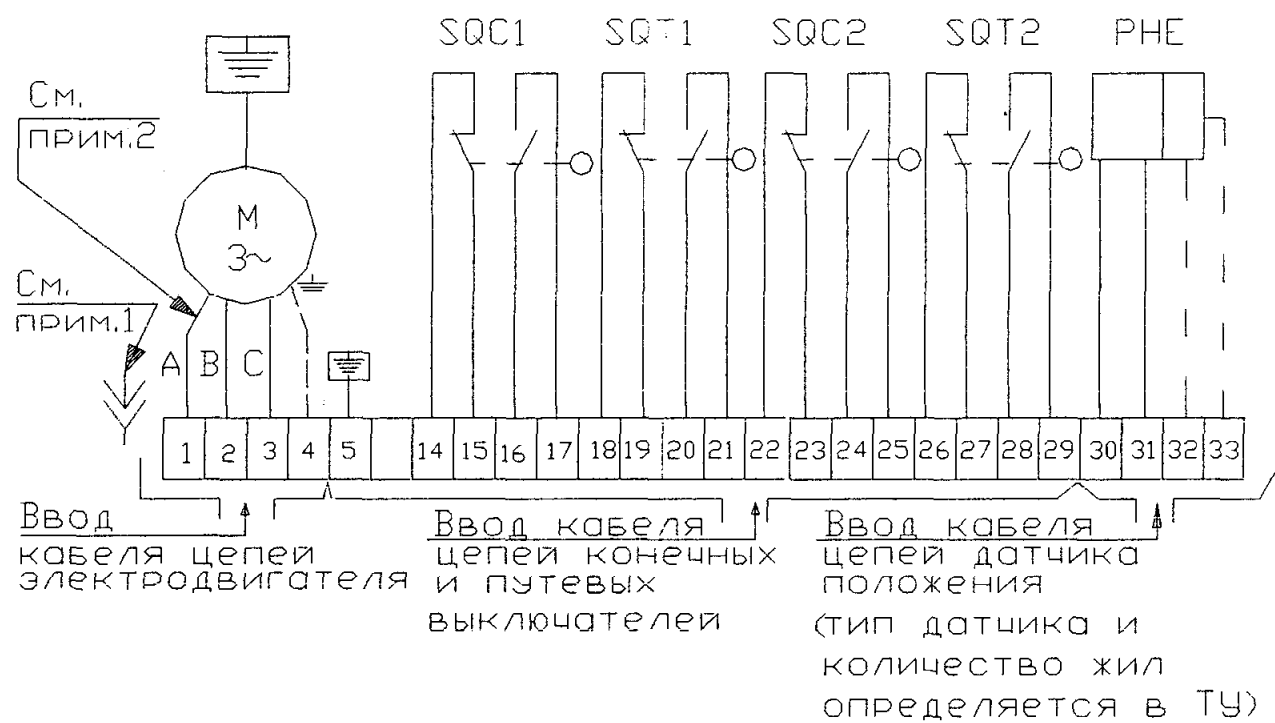 SQC1 SQT1 SQC2 SQT2 PHE
См.
прим.2
М
3~
См.
прим.1
А В С
1 2 3 4 5 14 15 16 17 18 19 20 21 22 23 24 25 26 27 28 29 30 31 32 33
Ввод
кабеля цепей
электродвигателя
Ввод кабеля
цепей конечных
и путевых
выключателей
Ввод кабеля
цепей датчика
положения
(тип датчика и
количество жил
определяется в ТУ)